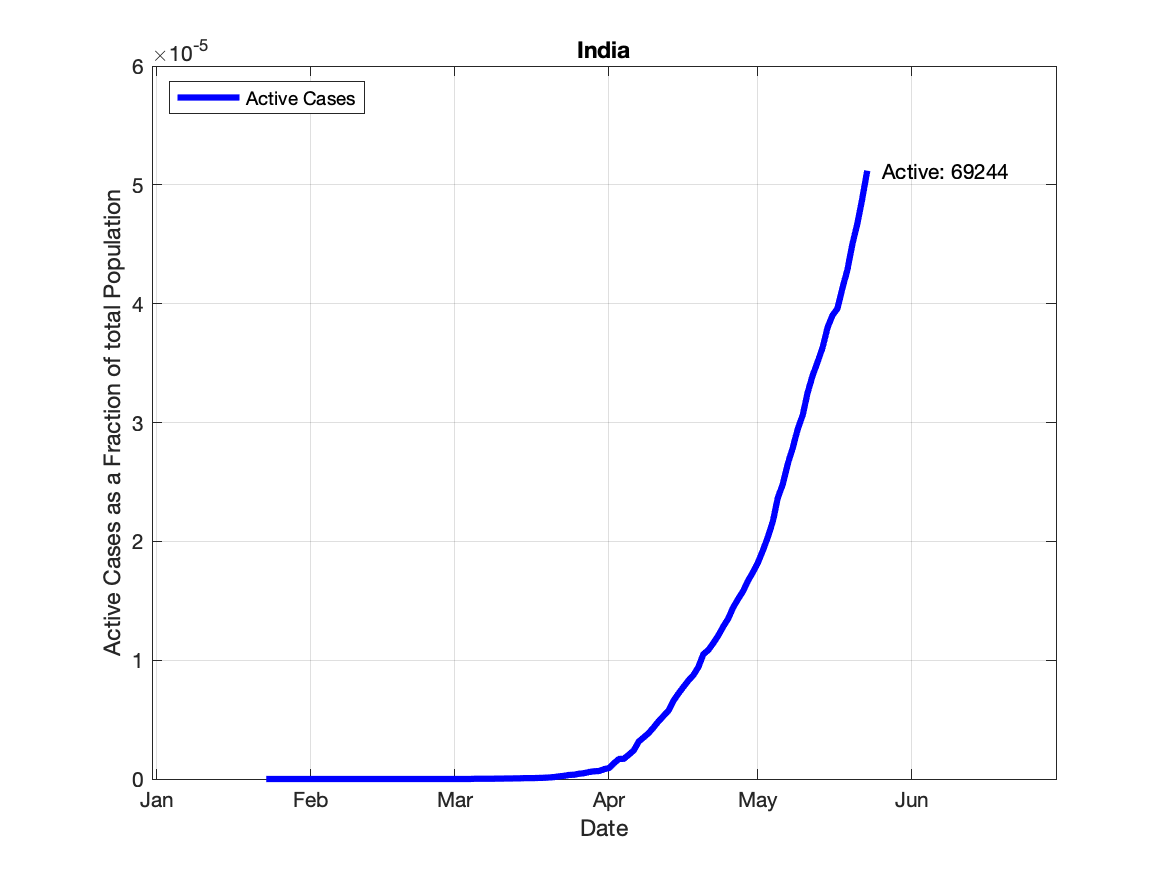 India
×10-5
6
Active Cases
5
Active: 69244
4
3
2
1
0
Active Cases as a Fraction of total Population
Jan Feb Mar Apr May Jun
Date